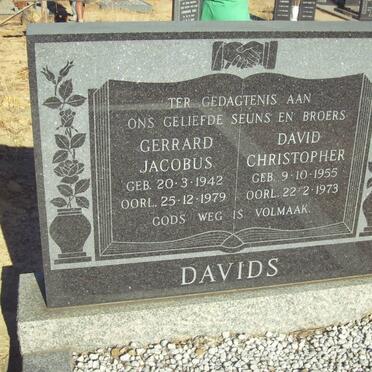 TER GEDAGTENIS AAN
ONS GELIEFDE SEUNS EN BROERS
GERRARD
JACOBUS
GEB. 20-3-1942
OORL. 25-12-1979
DAVID
CHRISTOPHER
GEB. 9-10-1955
OORL. 22-2-1973
GODS WEG IS VOLMAAK.
DAVIDS